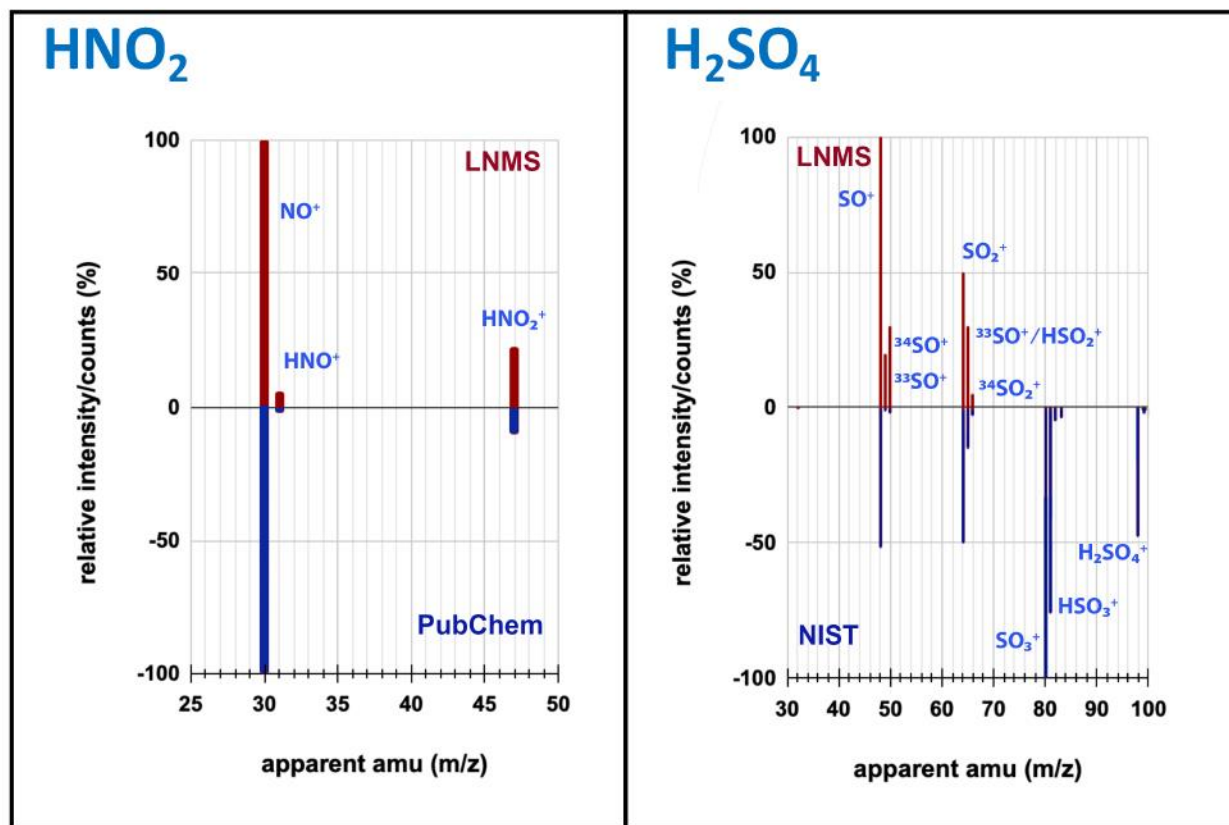 HNO₂
100
50
0
-50
-100
LNMS
NO⁺
HNO⁺
HNO₂⁺
PubChem
25 30 35 40 45 50
relative intensity/counts (%)
apparent amu (m/z)
H₂SO₄
100
50
0
-50
-100
LNMS
SO⁺
SO₂⁺
³⁴SO⁺
³³SO⁺/HSO₂⁺
³³SO⁺
³⁴SO₂⁺
H₂SO₄⁺
HSO₃⁺
SO₃⁺
NIST
30 40 50 60 70 80 90 100
relative intensity/counts (%)
apparent amu (m/z)